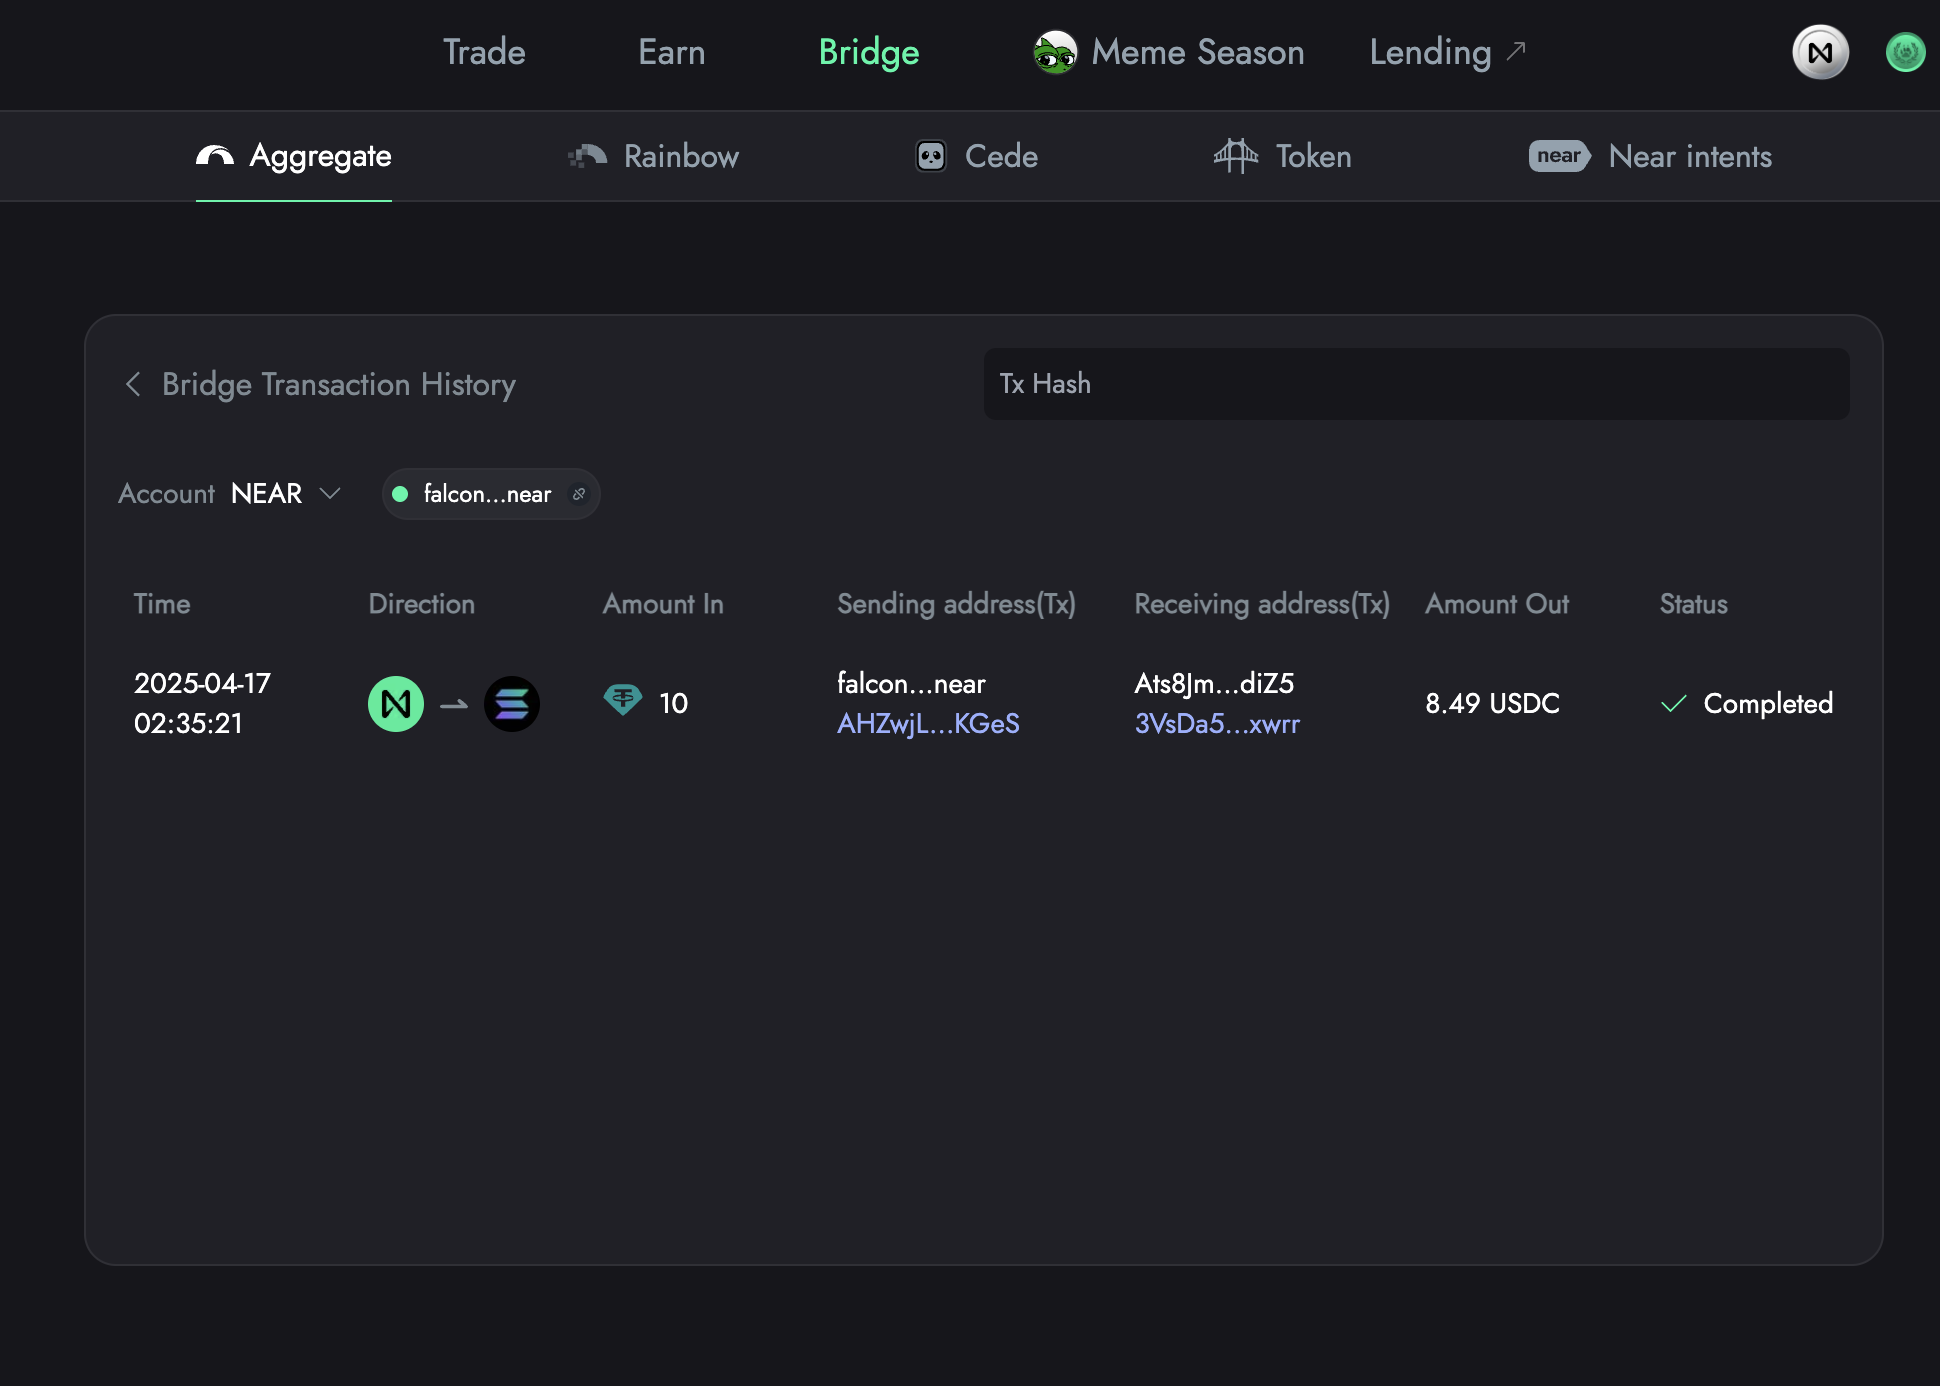 Trade Earn Bridge Meme Season Lending
Aggregate Rainbow Cede Token near Near intents
Bridge Transaction History Tx Hash
Account NEAR falcon...near
Time Direction Amount In Sending address(Tx) Receiving address(Tx) Amount Out Status
2025-04-17 falcon...near Ats8Jm...diZ5
10 8.49 USDC Completed
02:35:21 AHZwjL...KGeS 3VsDa5...xwrr